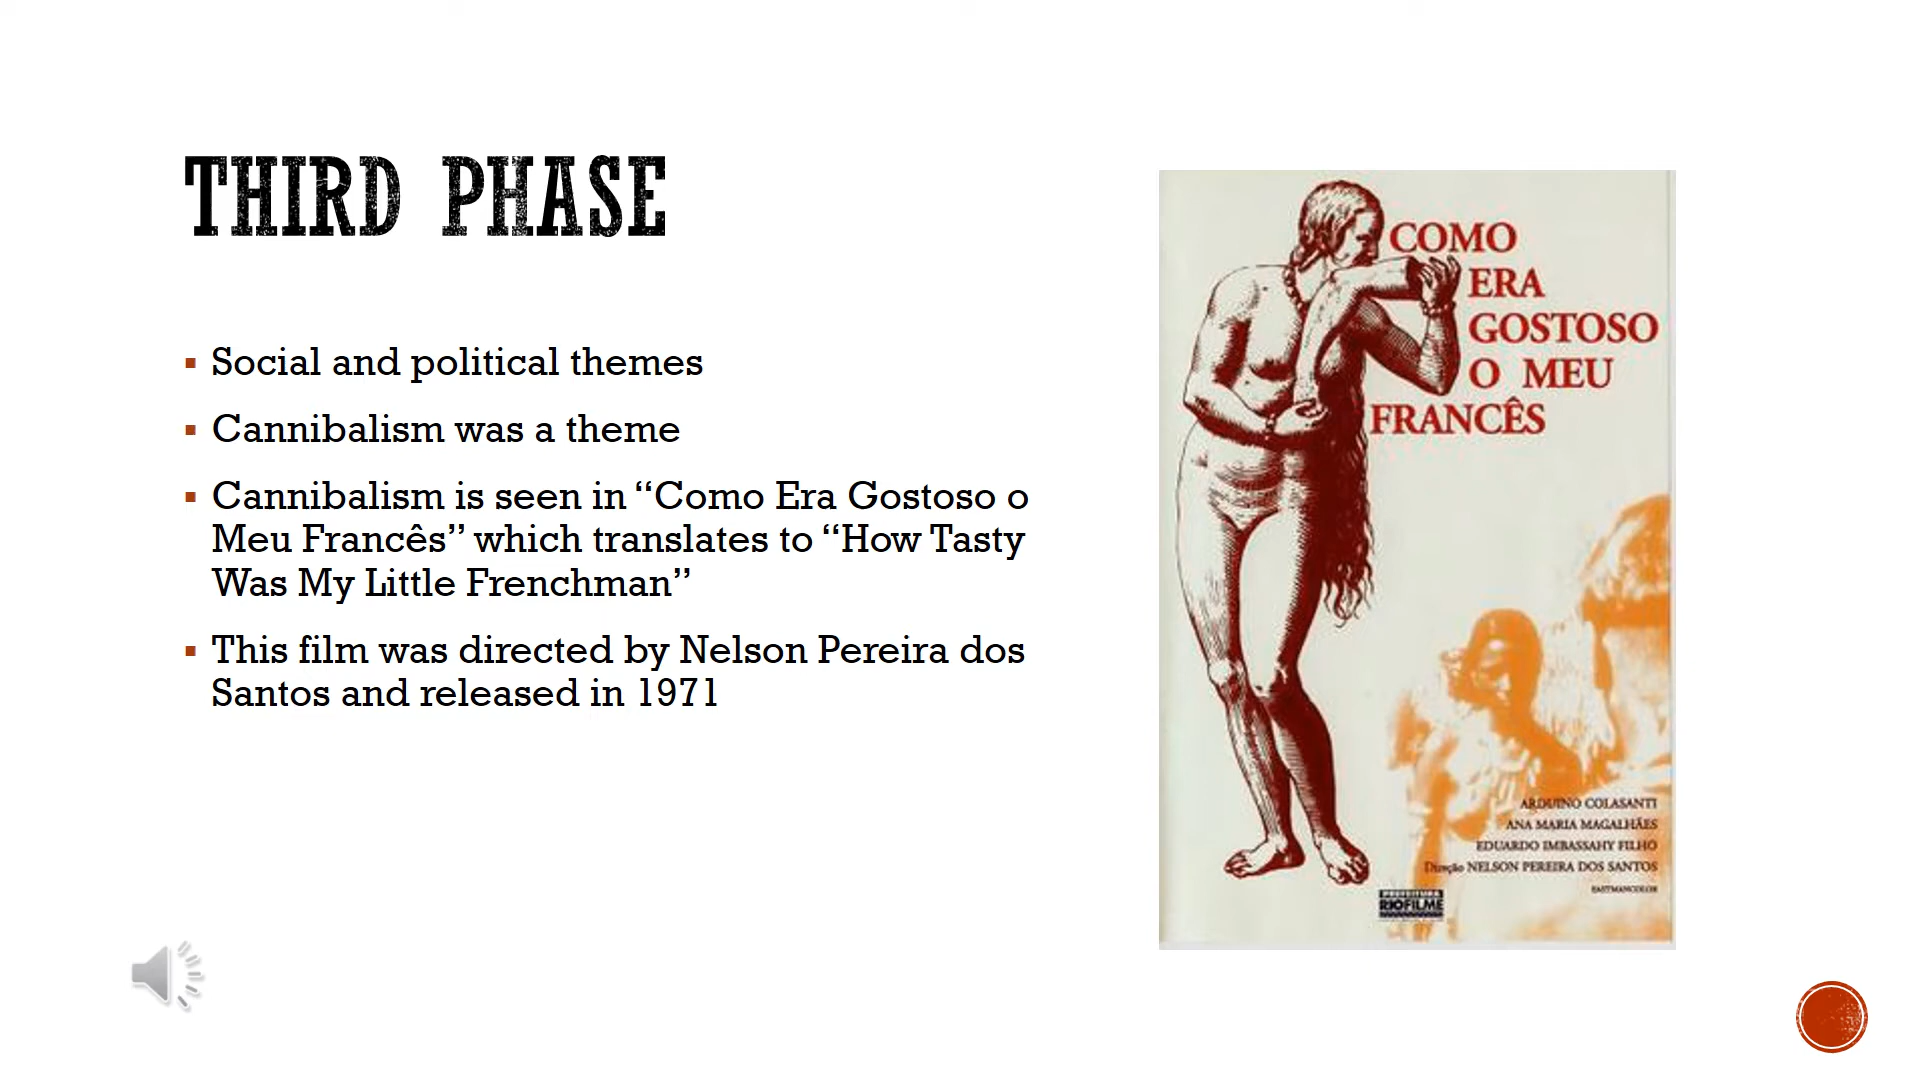 THIRD PHASE
Social and political themes
Cannibalism was a theme
Cannibalism is seen in “Como Era Gostoso o
Meu Francês” which translates to “How Tasty
Was My Little Frenchman”
This film was directed by Nelson Pereira dos
Santos and released in 1971
COMO
ERA
GOSTOSO
O MEU
FRANCÊS
ARDUINO COLASANTI
ANA MARIA MAGALHÃES
EDUARDO IMBASSAHY FILHO
Direção NELSON PEREIRA DOS SANTOS
EASTMANCOLOR
PREFEITURA
RIOFILME